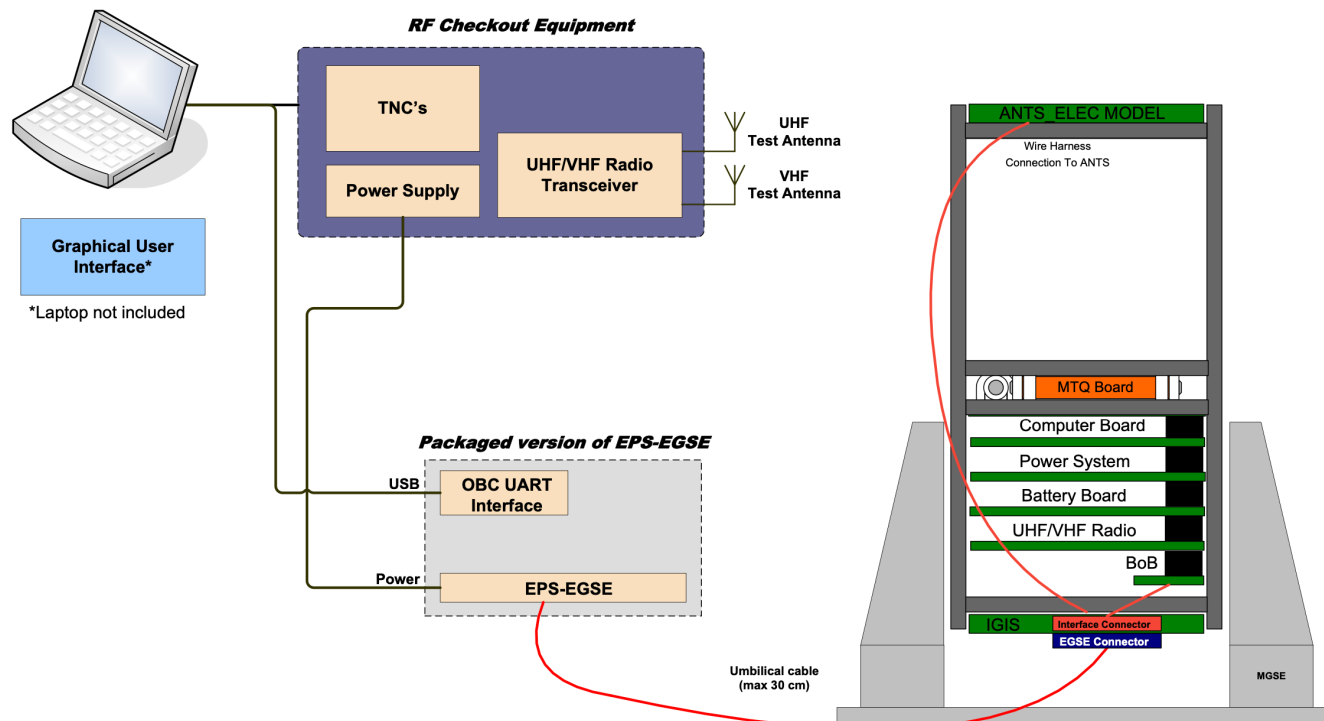 RF Checkout Equipment
TNC's
Power Supply
UHF/VHF Radio
Transceiver
UHF
Test Antenna
VHF
Test Antenna
Graphical User
Interface*
*Laptop not included
Packaged version of EPS-EGSE
USB
OBC UART
Interface
Power
EPS-EGSE
Umbilical cable
(max 30 cm)
ANTS_ELEC MODEL
Wire Harness
Connection To ANTS
MTQ Board
Computer Board
Power System
Battery Board
UHF/VHF Radio
BoB
IGIS
Interface Connector
EGSE Connector
MGSE